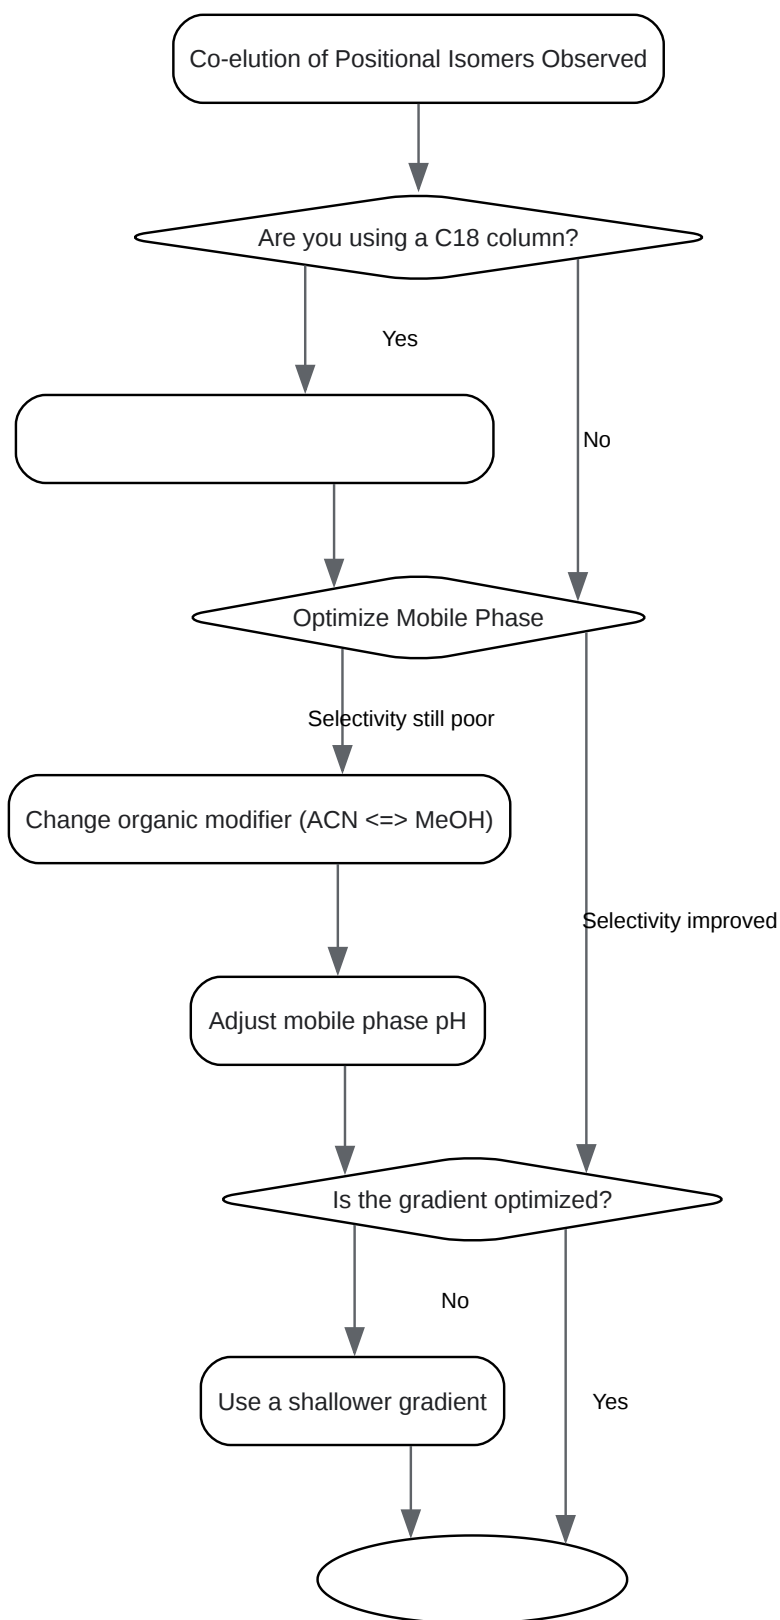 Co-elution of Positional Isomers Observed
Are you using a C18 column?
Yes
No
Optimize Mobile Phase
Selectivity still poor
Change organic modifier (ACN <=> MeOH)
Selectivity improved
Adjust mobile phase pH
Is the gradient optimized?
No
Use a shallower gradient
Yes